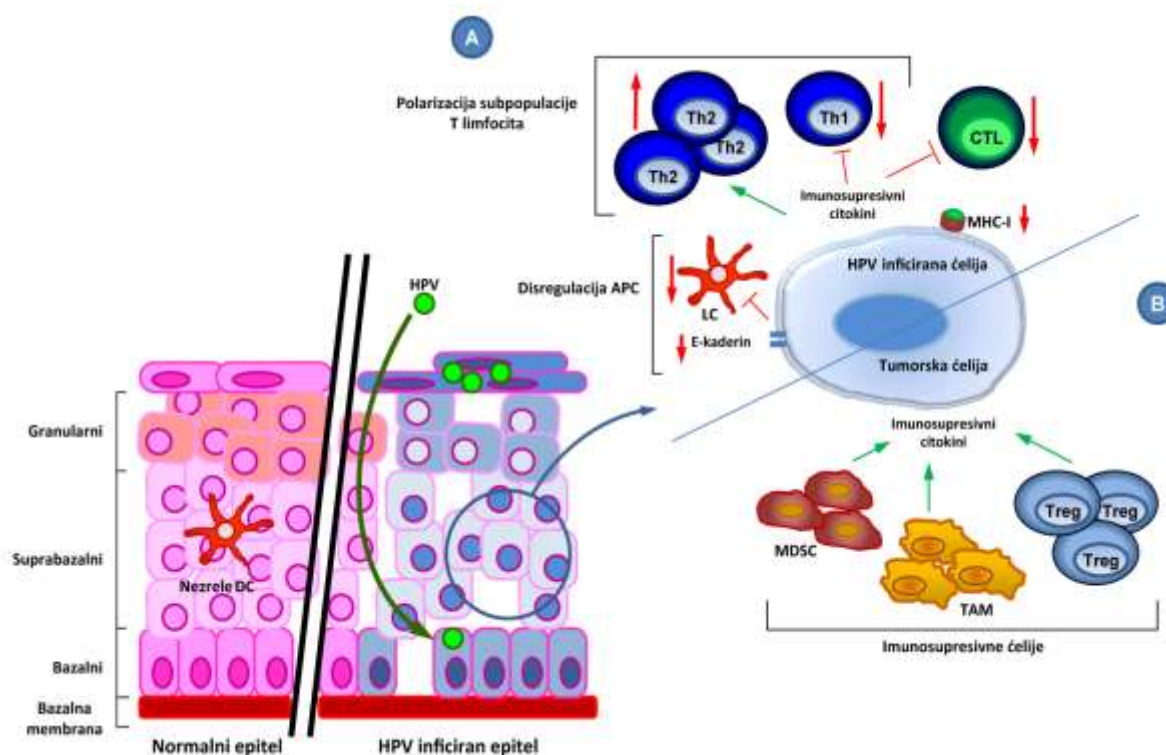 A
Polarizacija subpopulacije
T limfocita
Th2
Th2
Th2
Th1
CTL
Imunosupresivni
citokini
MHC-I
HPV inficirana ćelija
Disregulacija APC
LC
E-kaderin
B
Tumorska ćelija
Imunosupresivni
citokini
MDSC
TAM
Treg
Treg
Treg
Imunosupresivne ćelije
HPV
Granularni
Suprabazalni
Nezrele DC
Bazalni
Bazalna
membrana
Normalni epitel
HPV inficiran epitel